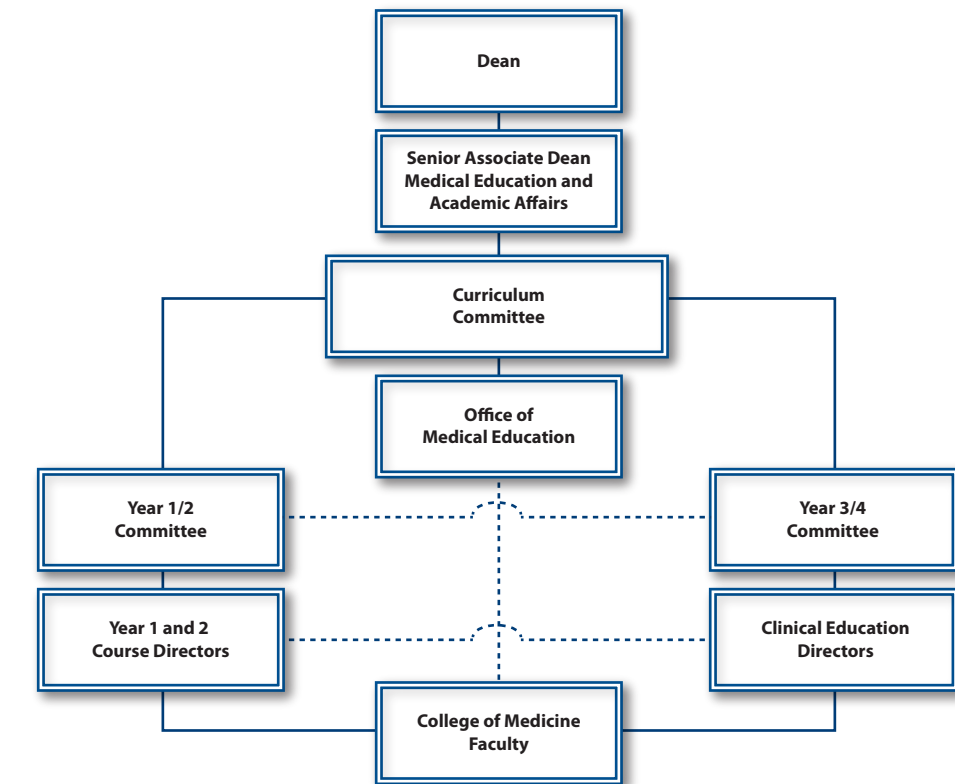 Dean
Senior Associate Dean
Medical Education and
Academic Affairs
Curriculum
Committee
Office of
Medical Education
Year 1/2
Committee
Year 3/4
Committee
Year 1 and 2
Course Directors
Clinical Education
Directors
College of Medicine
Faculty